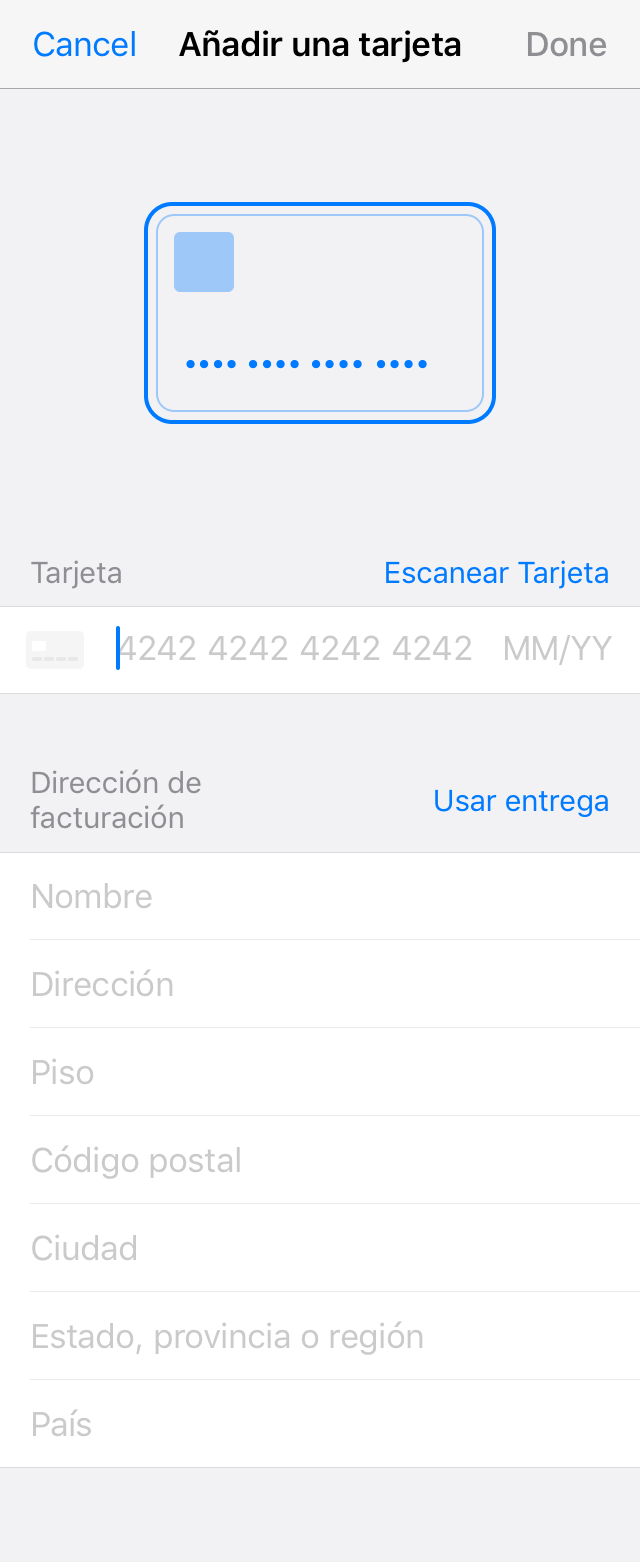 Cancel Añadir una tarjeta Done
Tarjeta Escanear Tarjeta
4242 4242 4242 4242 MM/YY
Dirección de
facturación
Usar entrega
Nombre
Dirección
Piso
Código postal
Ciudad
Estado, provincia o región
País